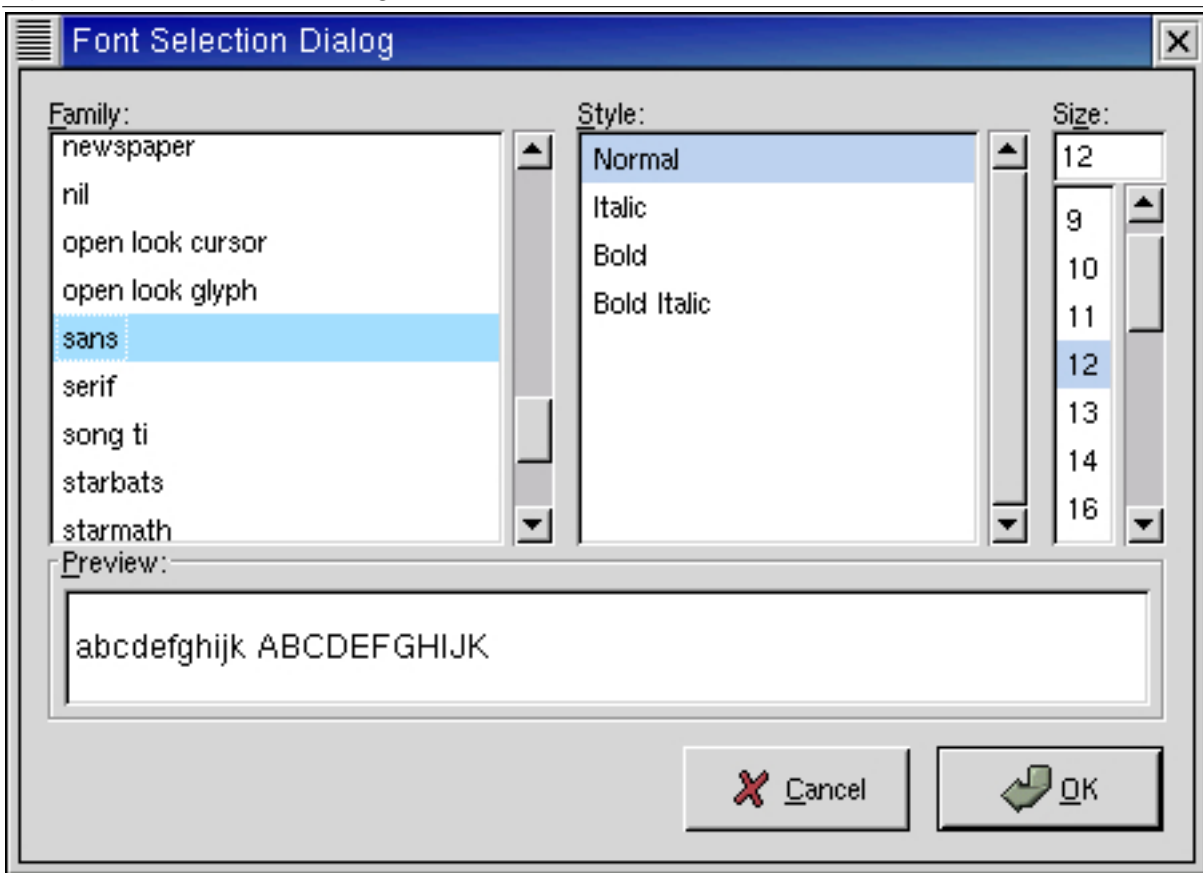 Font Selection Dialog
Family:
newspaper
nil
open look cursor
open look glyph
sans
serif
song ti
starbats
starmath
Style:
Normal
Italic
Bold
Bold Italic
Size:
12
9
10
11
12
13
14
16
Preview:
abcdefghijk ABCDEFGHIJK
Cancel
OK